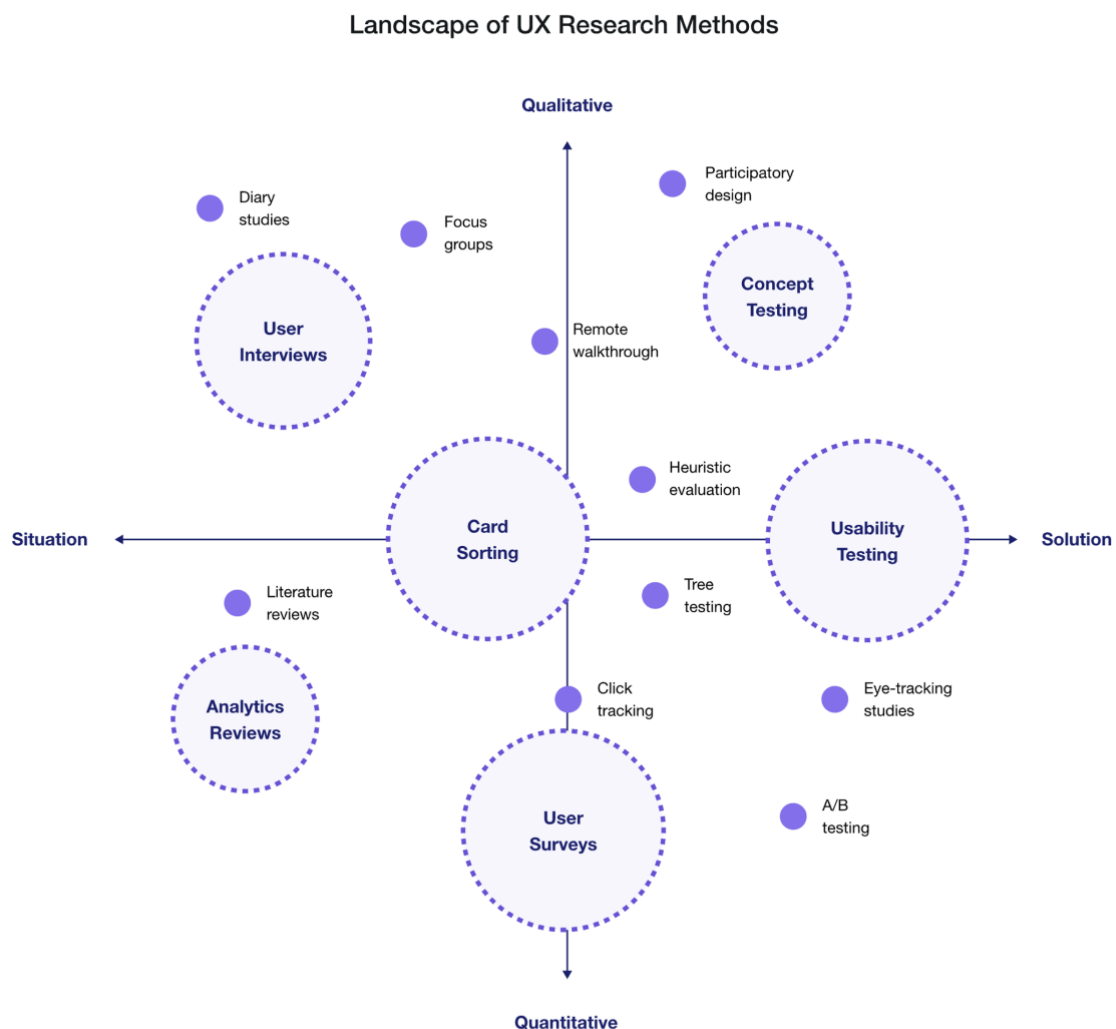 Landscape of UX Research Methods
Qualitative
Participatory
design
Diary
studies
Focus
groups
Concept
Testing
User
Interviews
Remote
walkthrough
Heuristic
evaluation
Card
Sorting
Usability
Testing
Situation
Solution
Literature
reviews
Tree
testing
Analytics
Reviews
Click
tracking
Eye-tracking
studies
User
Surveys
A/B
testing
Quantitative